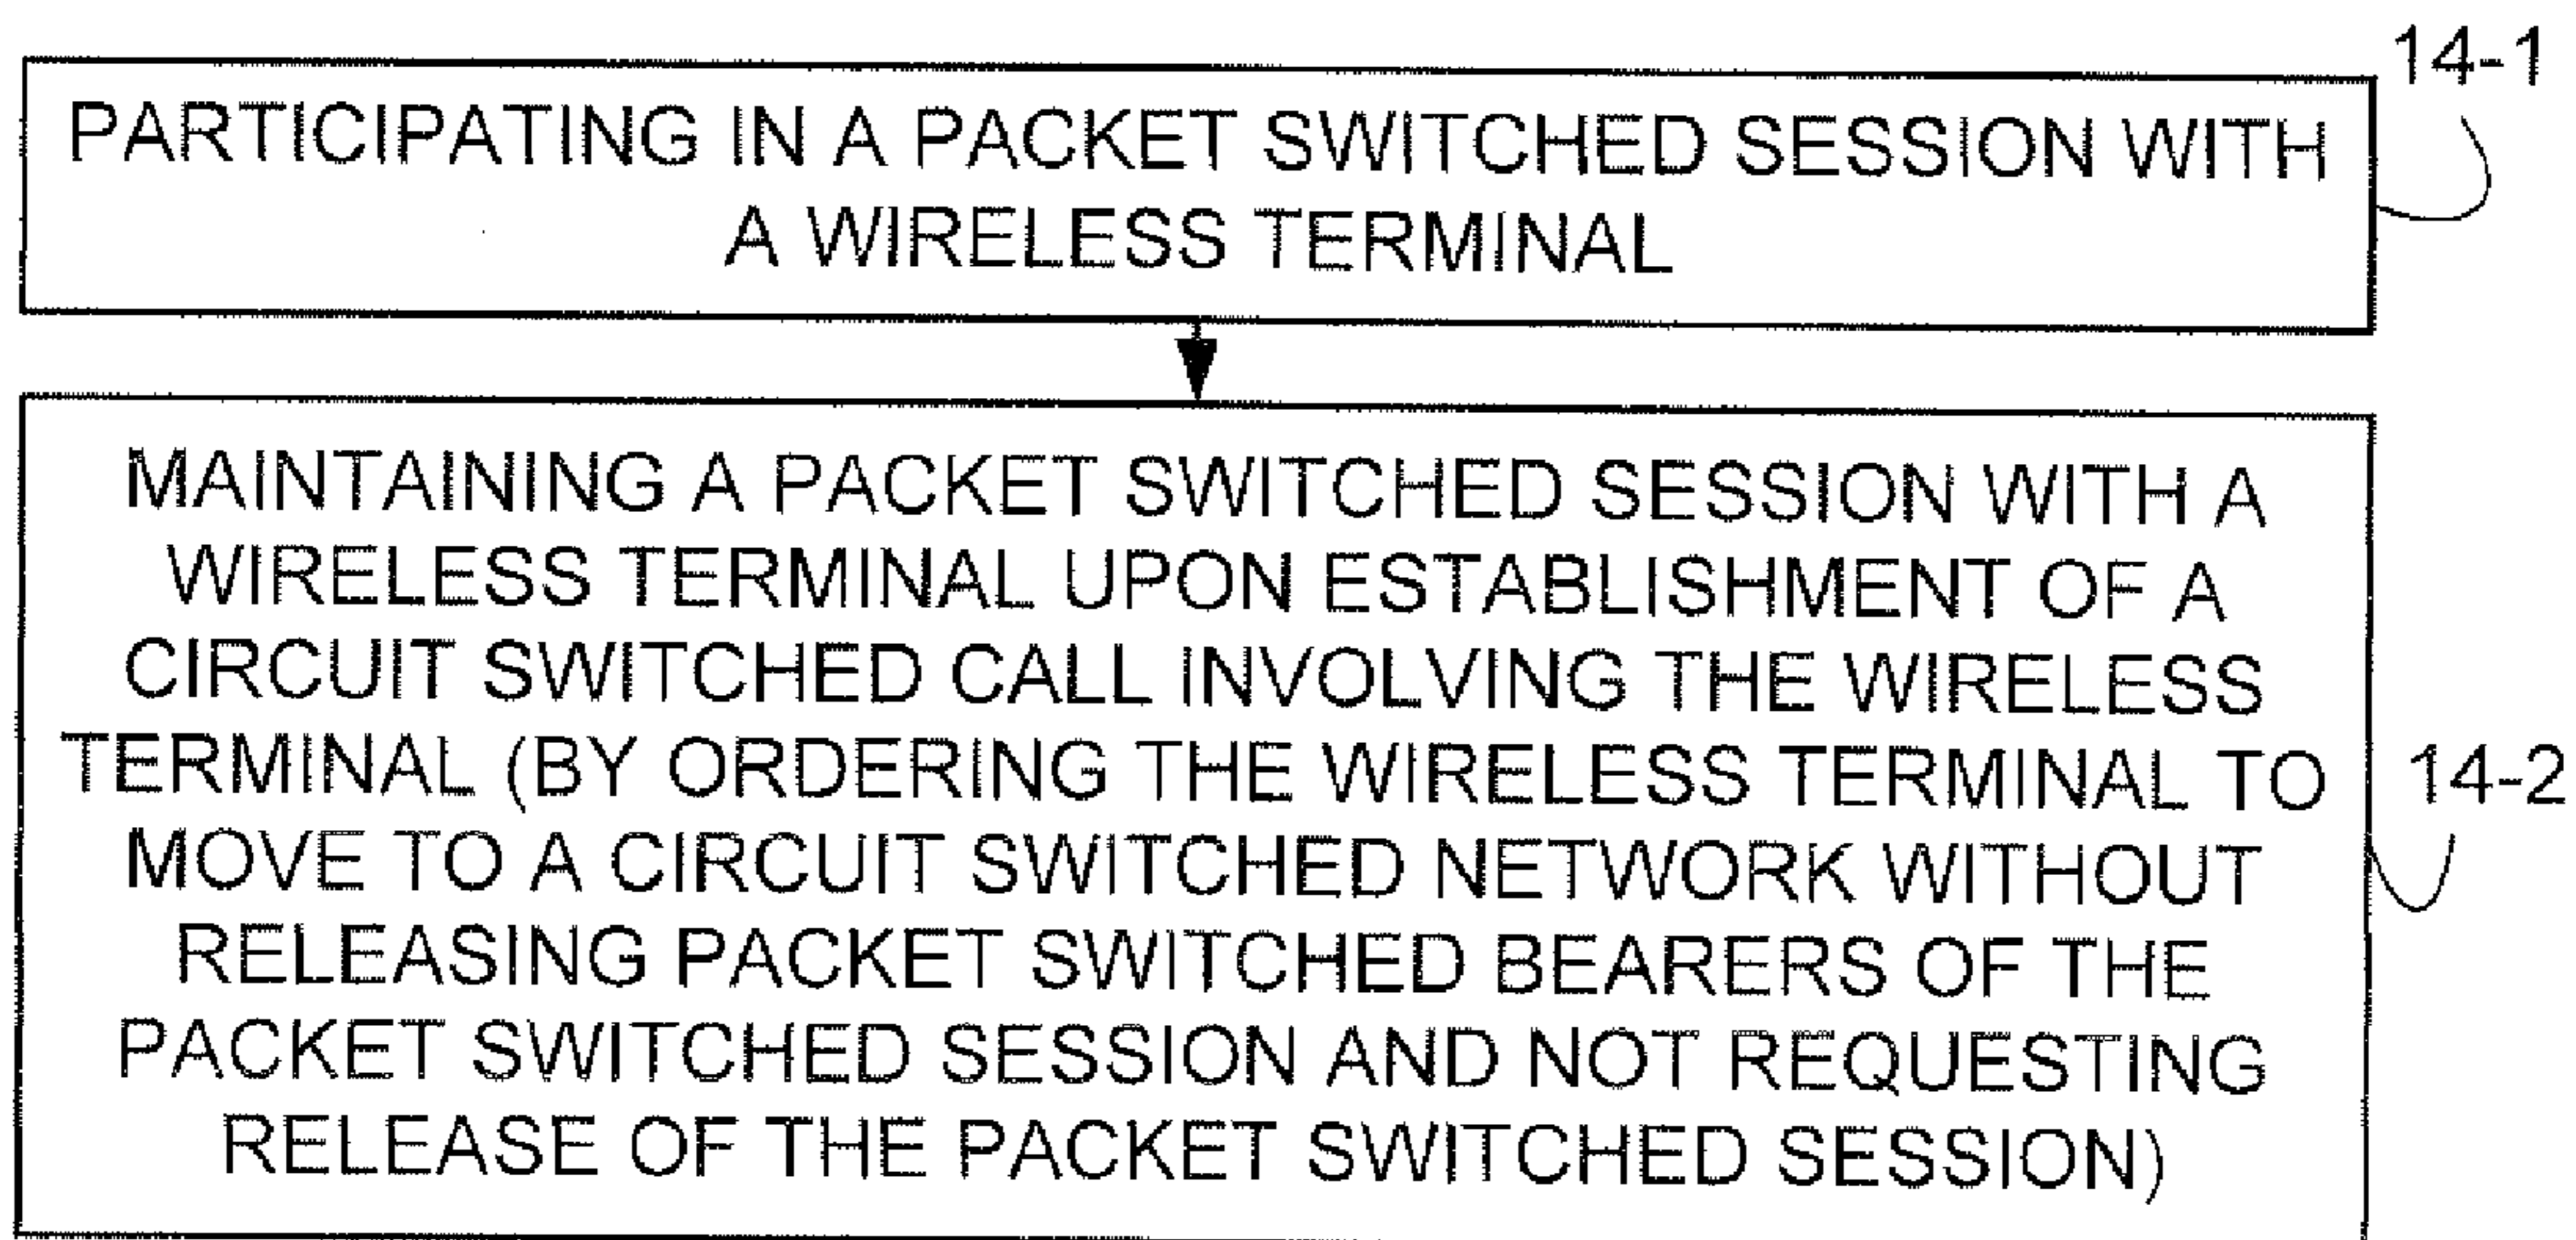 14-1
PARTICIPATING IN A PACKET SWITCHED SESSION WITH
A WIRELESS TERMINAL
MAINTAINING A PACKET SWITCHED SESSION WITH A
WIRELESS TERMINAL UPON ESTABLISHMENT OF A
CIRCUIT SWITCHED CALL INVOLVING THE WIRELESS
TERMINAL (BY ORDERING THE WIRELESS TERMINAL TO
MOVE TO A CIRCUIT SWITCHED NETWORK WITHOUT
RELEASING PACKET SWITCHED BEARERS OF THE
PACKET SWITCHED SESSION AND NOT REQUESTING
RELEASE OF THE PACKET SWITCHED SESSION)
14-2